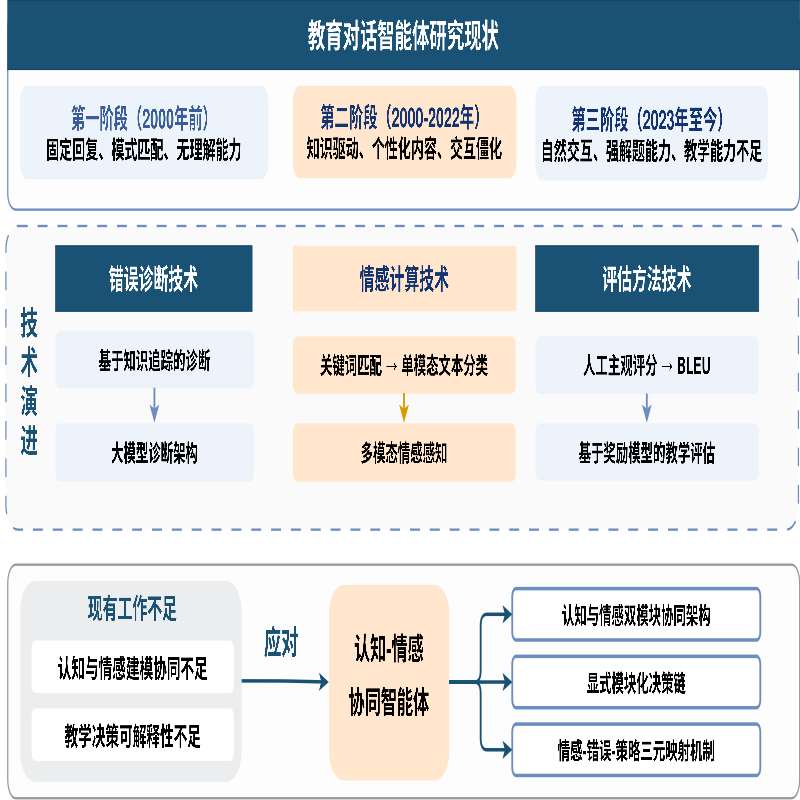 教育对话智能体研究现状
第一阶段（2000年前）
固定回复、模式匹配、无理解能力
第二阶段（2000-2022年）
知识驱动、个性化内容、交互僵化
第三阶段（2023年至今）
自然交互、强解题能力、教学能力不足
技术演进
错误诊断技术
基于知识追踪的诊断
大模型诊断架构
情感计算技术
关键词匹配 → 单模态文本分类
多模态情感感知
评估方法技术
人工主观评分 → BLEU
基于奖励模型的教学评估
现有工作不足
认知与情感建模协同不足
教学决策可解释性不足
应对
认知-情感
协同智能体
认知与情感双模块协同架构
显式模块化决策链
情感-错误-策略三元映射机制